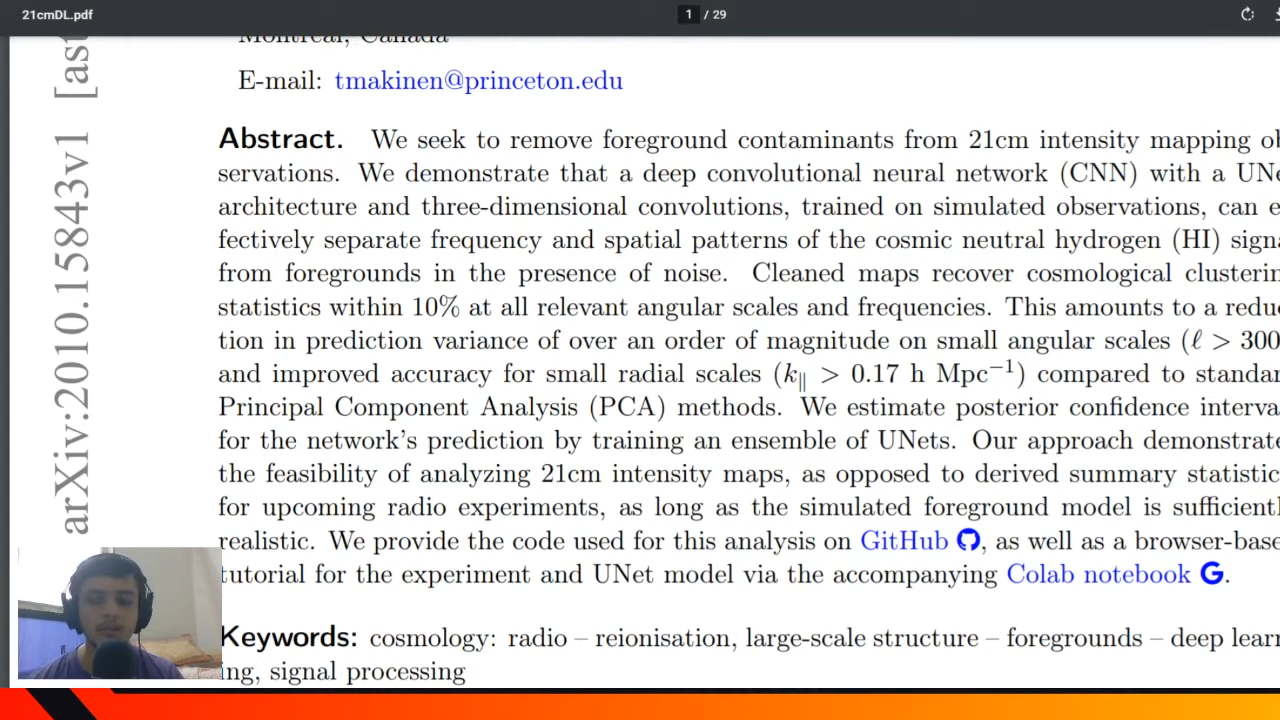 21cmDL.pdf
1 / 29
Montréal, Canada
E-mail: tmakinen@princeton.edu
Abstract. We seek to remove foreground contaminants from 21cm intensity mapping ob
servations. We demonstrate that a deep convolutional neural network (CNN) with a UNe
architecture and three-dimensional convolutions, trained on simulated observations, can e
fectively separate frequency and spatial patterns of the cosmic neutral hydrogen (HI) signa
from foregrounds in the presence of noise. Cleaned maps recover cosmological clusterin
statistics within 10% at all relevant angular scales and frequencies. This amounts to a reduc
tion in prediction variance of over an order of magnitude on small angular scales (ℓ > 300
and improved accuracy for small radial scales (k∥ > 0.17 h Mpc⁻¹) compared to standar
Principal Component Analysis (PCA) methods. We estimate posterior confidence interva
for the network's prediction by training an ensemble of UNets. Our approach demonstrate
the feasibility of analyzing 21cm intensity maps, as opposed to derived summary statistic
for upcoming radio experiments, as long as the simulated foreground model is sufficientl
realistic. We provide the code used for this analysis on GitHub, as well as a browser-base
tutorial for the experiment and UNet model via the accompanying Colab notebook G.
Keywords: cosmology: radio – reionisation, large-scale structure – foregrounds – deep learn
ing, signal processing
arXiv:2010.15843v1 [ast